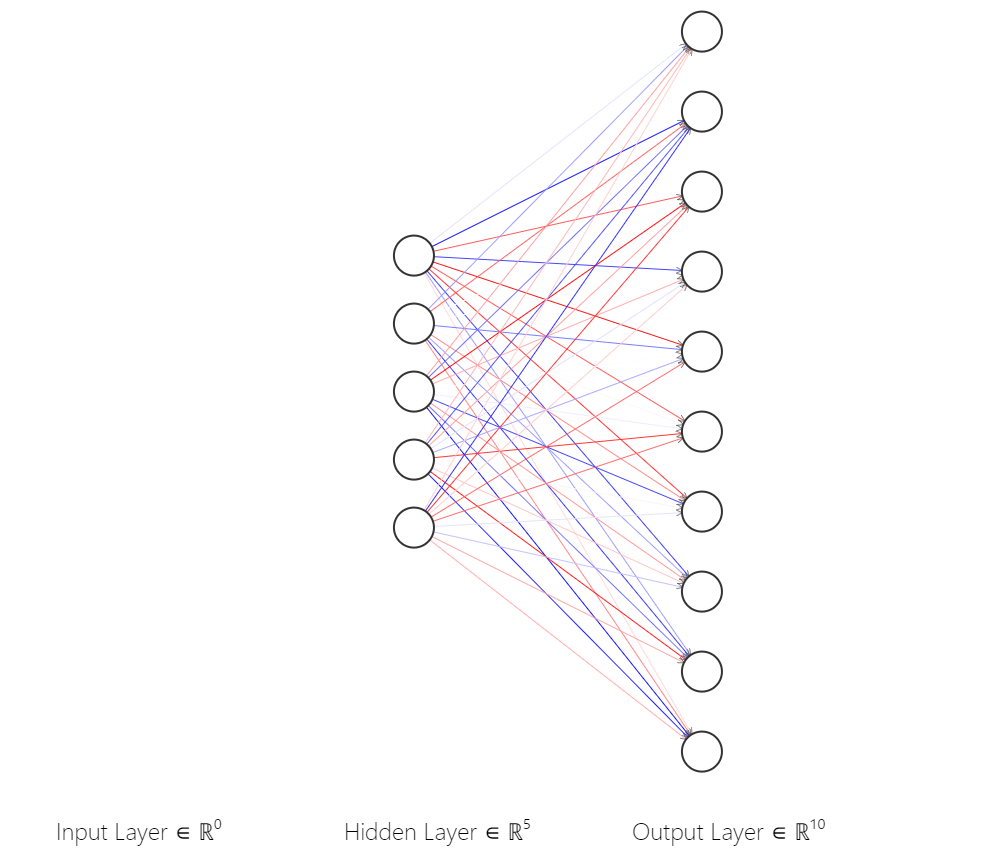 Input Layer ∈ ℝ⁰ Hidden Layer ∈ ℝ⁵ Output Layer ∈ ℝ¹⁰